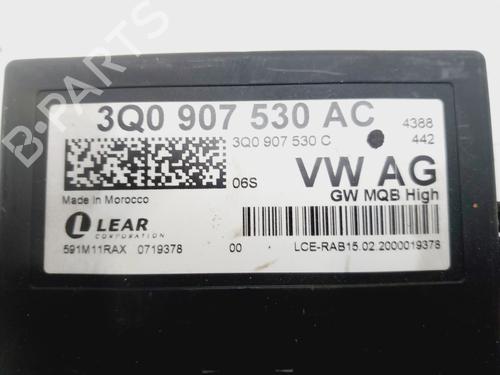 3Q0 907 530 AC
4388
3Q0 907 530 C
442
06S
VW AG
GW MQB High
Made in Morocco
LEAR
CORPORATION
591M11RAX 0719378 00 LCE-RAB15.02.2000019378
B-PARTS